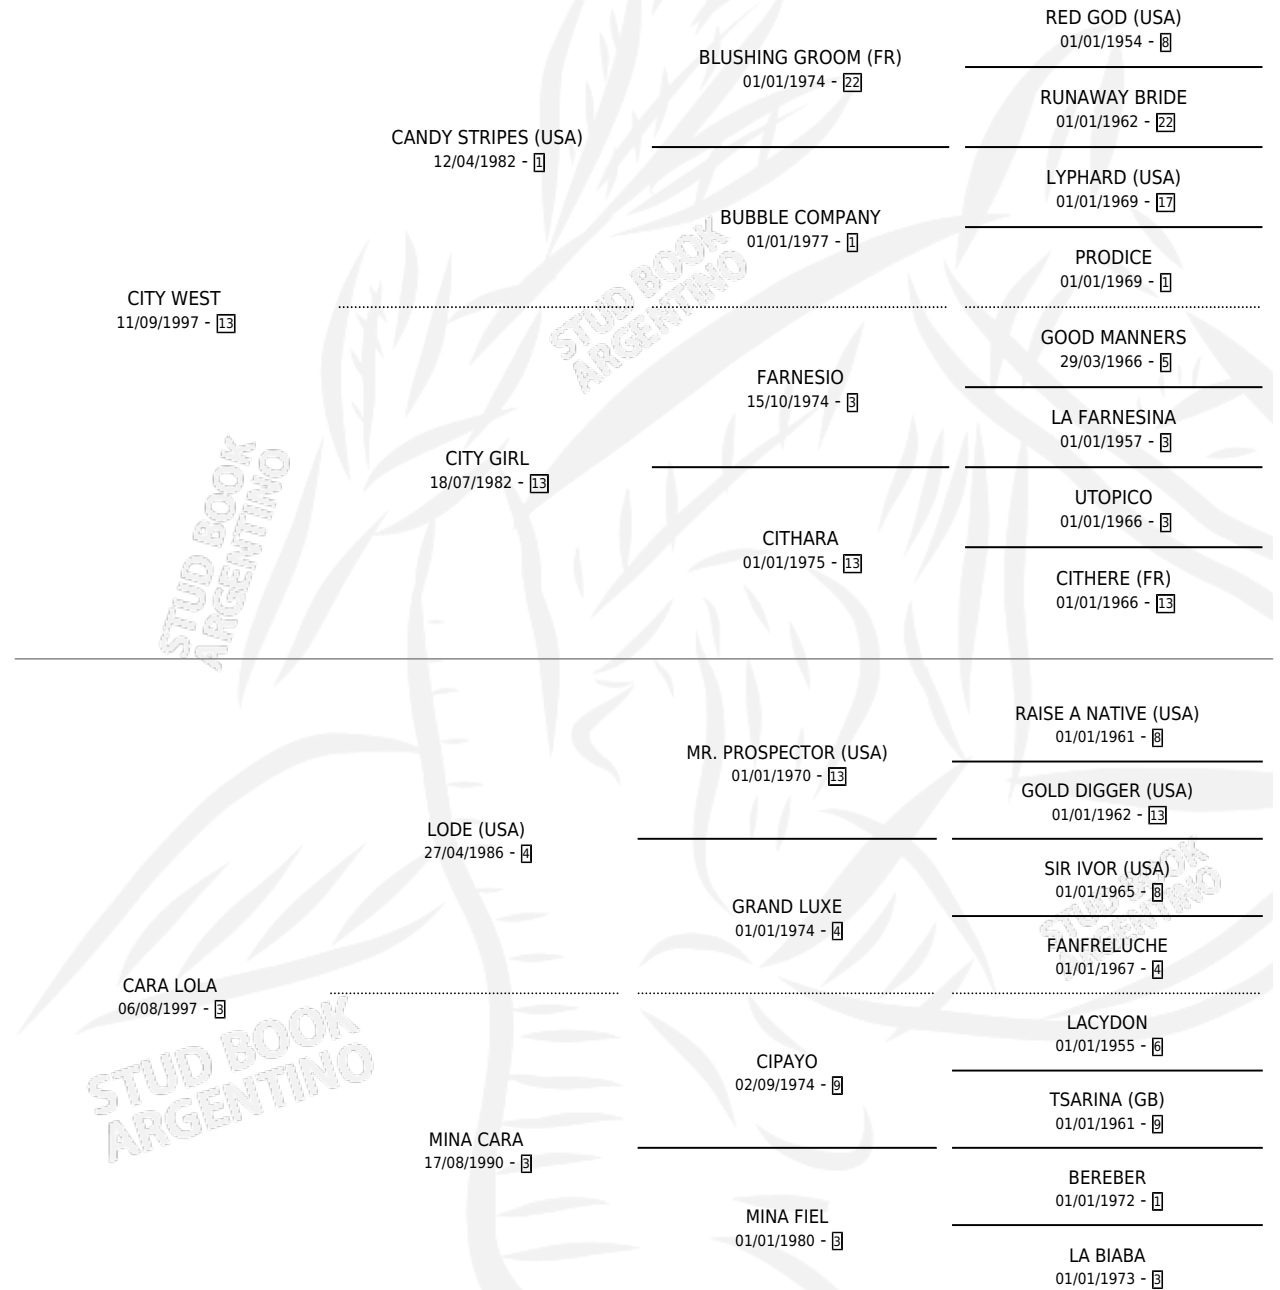 RED GOD (USA)
01/01/1954 - 8
BLUSHING GROOM (FR)
01/01/1974 - 22
RUNAWAY BRIDE
01/01/1962 - 22
CANDY STRIPES (USA)
12/04/1982 - 1
LYPHARD (USA)
01/01/1969 - 17
BUBBLE COMPANY
01/01/1977 - 1
PRODICE
01/01/1969 - 1
CITY WEST
11/09/1997 - 13
STUD BOOK
ARGENTINO
GOOD MANNERS
29/03/1966 - 5
FARNESIO
15/10/1974 - 3
LA FARNESINA
01/01/1957 - 3
CITY GIRL
18/07/1982 - 13
UTOPICO
01/01/1966 - 3
CITHARA
01/01/1975 - 13
CITHERE (FR)
01/01/1966 - 13
STUD BOOK
ARGENTINO
RAISE A NATIVE (USA)
01/01/1961 - 8
MR. PROSPECTOR (USA)
01/01/1970 - 13
GOLD DIGGER (USA)
01/01/1962 - 13
LODE (USA)
27/04/1986 - 4
SIR IVOR (USA)
01/01/1965 - 8
GRAND LUXE
01/01/1974 - 4
STUD BOOK
ARGENTINO
FANFRELUCHE
01/01/1967 - 4
CARA LOLA
06/08/1997 - 3
STUD BOOK
ARGENTINO
LACYDON
01/01/1955 - 6
CIPAYO
02/09/1974 - 9
TSARINA (GB)
01/01/1961 - 9
MINA CARA
17/08/1990 - 3
BEREBER
01/01/1972 - 1
MINA FIEL
01/01/1980 - 3
LA BIABA
01/01/1973 - 3